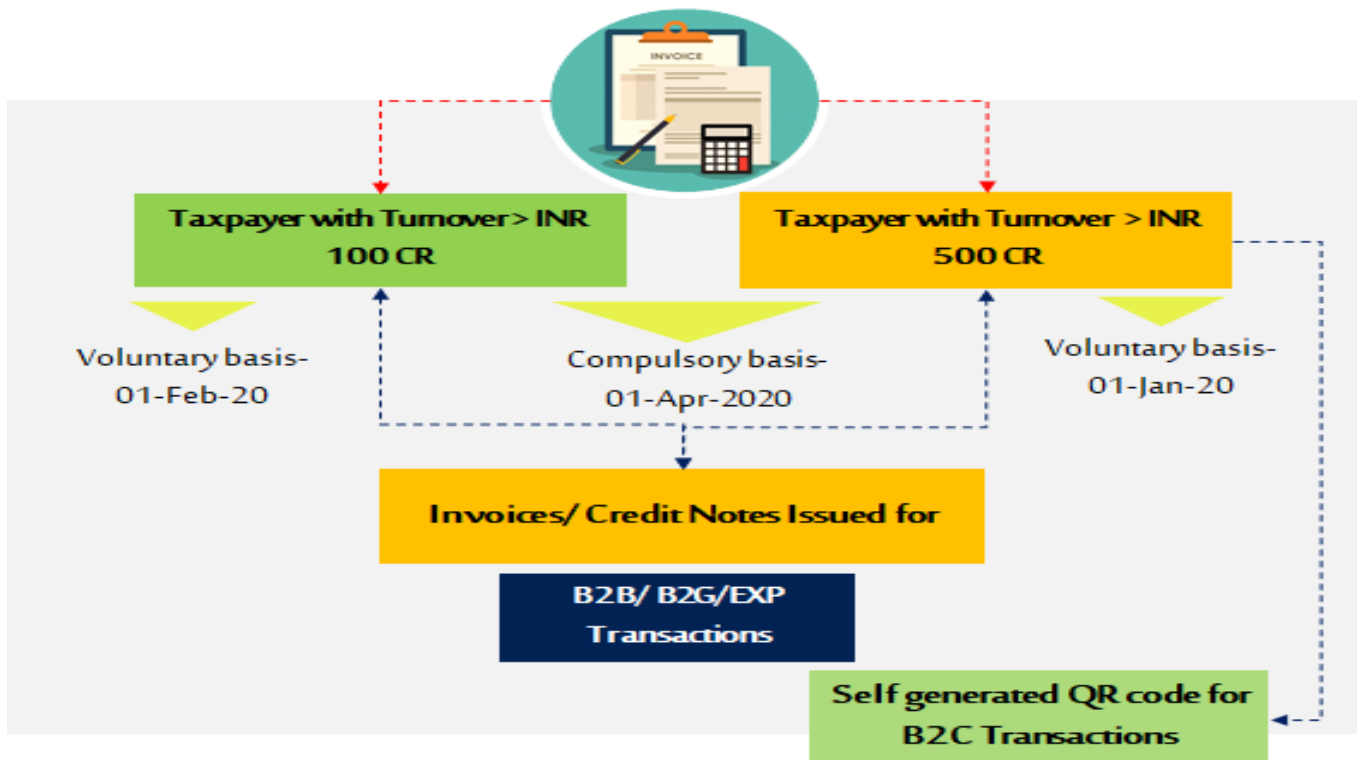 INVOICE
Taxpayer with Turnover > INR
100 CR
Taxpayer with Turnover > INR
500 CR
Voluntary basis-
01-Feb-20
Compulsory basis-
01-Apr-2020
Voluntary basis-
01-Jan-20
Invoices/ Credit Notes Issued for
B2B/ B2G/EXP
Transactions
Self generated QR code for
B2C Transactions